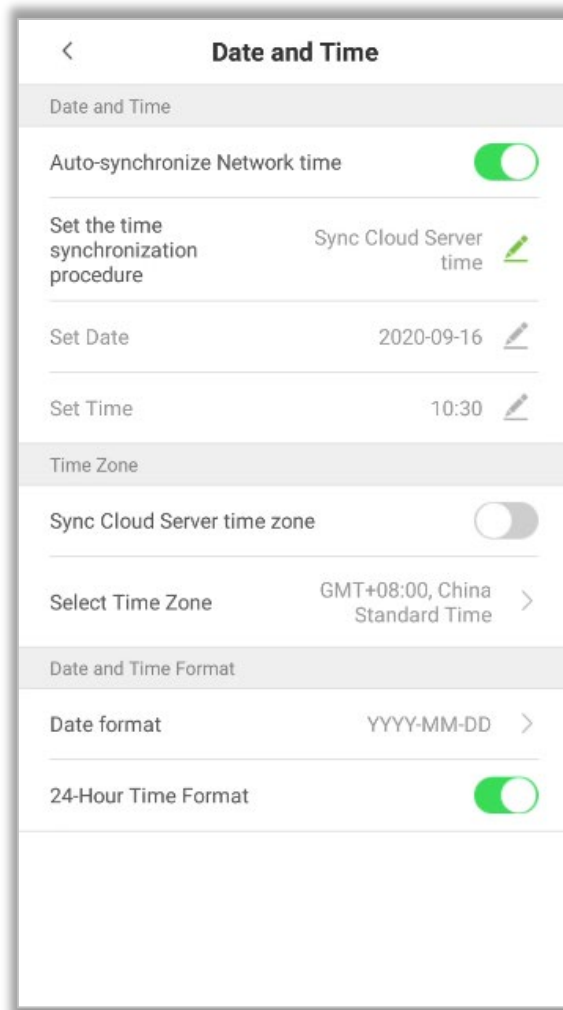 Date and Time
Date and Time
Auto-synchronize Network time
Set the time
synchronization
procedure
Sync Cloud Server
time
Set Date
2020-09-16
Set Time
10:30
Time Zone
Sync Cloud Server time zone
Select Time Zone
GMT+08:00, China
Standard Time
Date and Time Format
Date format
YYYY-MM-DD
24-Hour Time Format